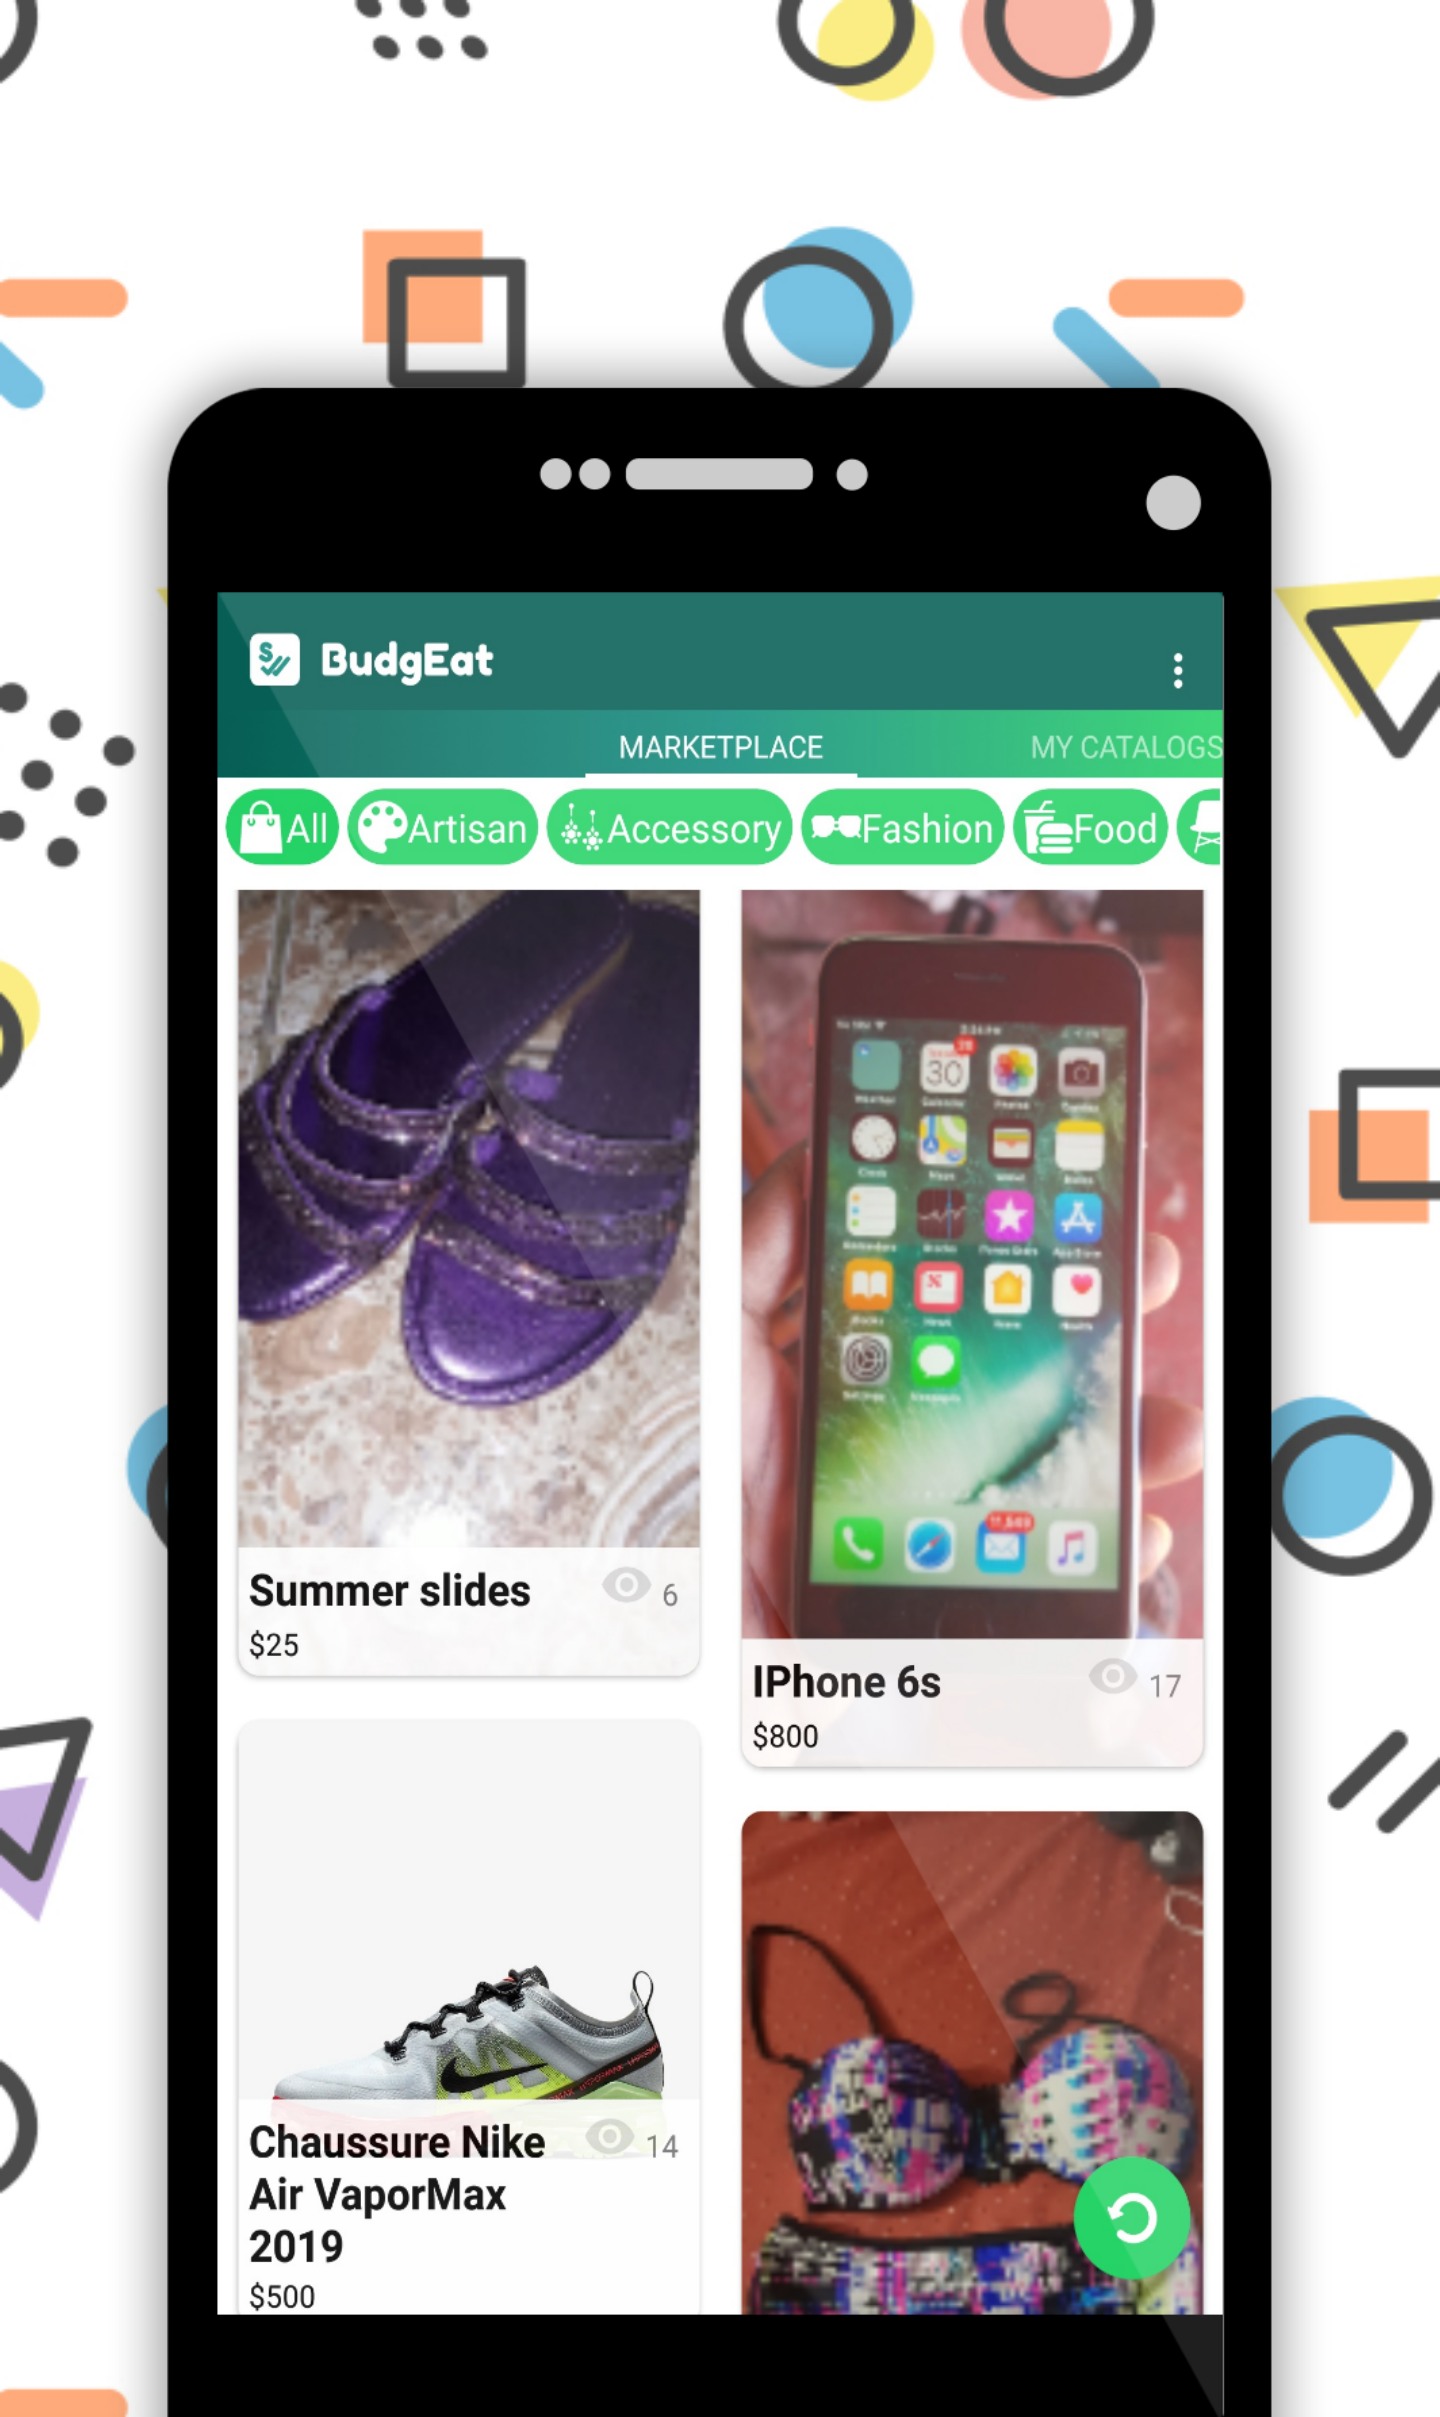 BudgEat
MARKETPLACE
MY CATALOGS
All
Artisan
Accessory
Fashion
Food
30
Summer slides
6
$25
IPhone 6s
17
$800
Chaussure Nike
14
Air VaporMax
2019
$500